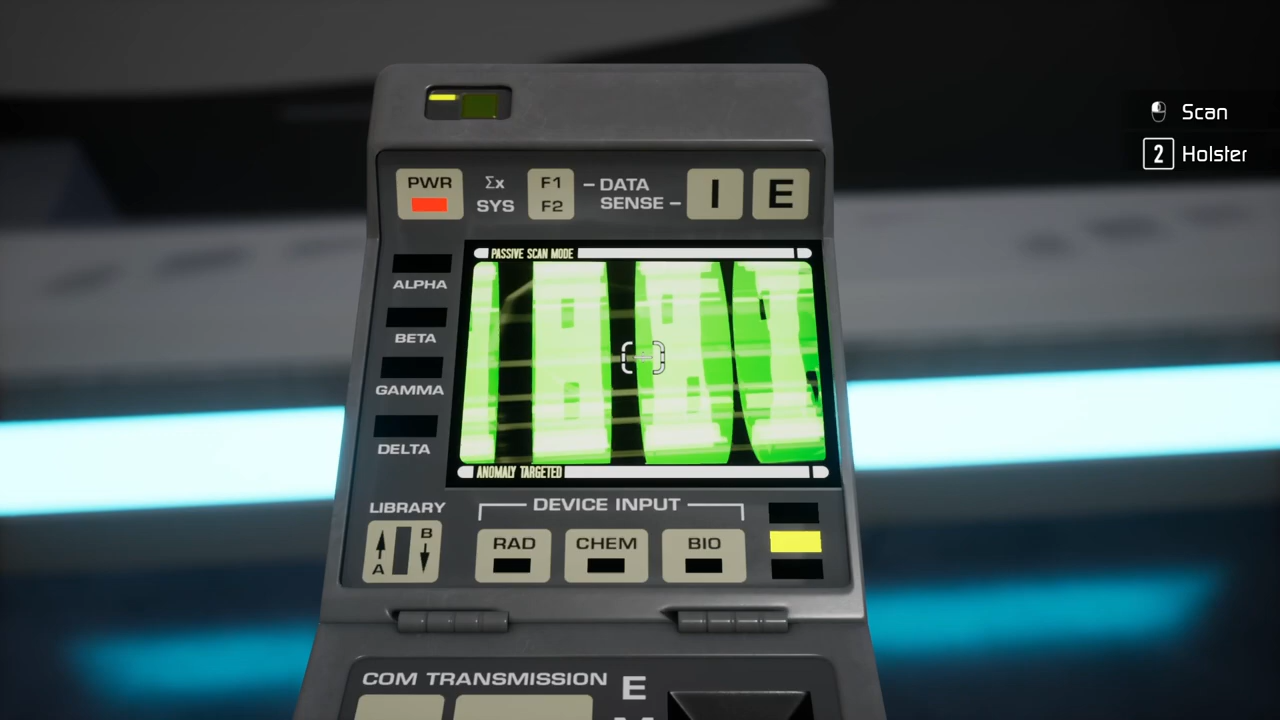 Scan
2 Holster
PWR
Σx
SYS
F1
F2
– DATA
SENSE –
I
E
PASSIVE SCAN MODE
ALPHA
BETA
GAMMA
DELTA
ANOMALY TARGETED
LIBRARY
A
B
DEVICE INPUT
RAD
CHEM
BIO
COM TRANSMISSION
E